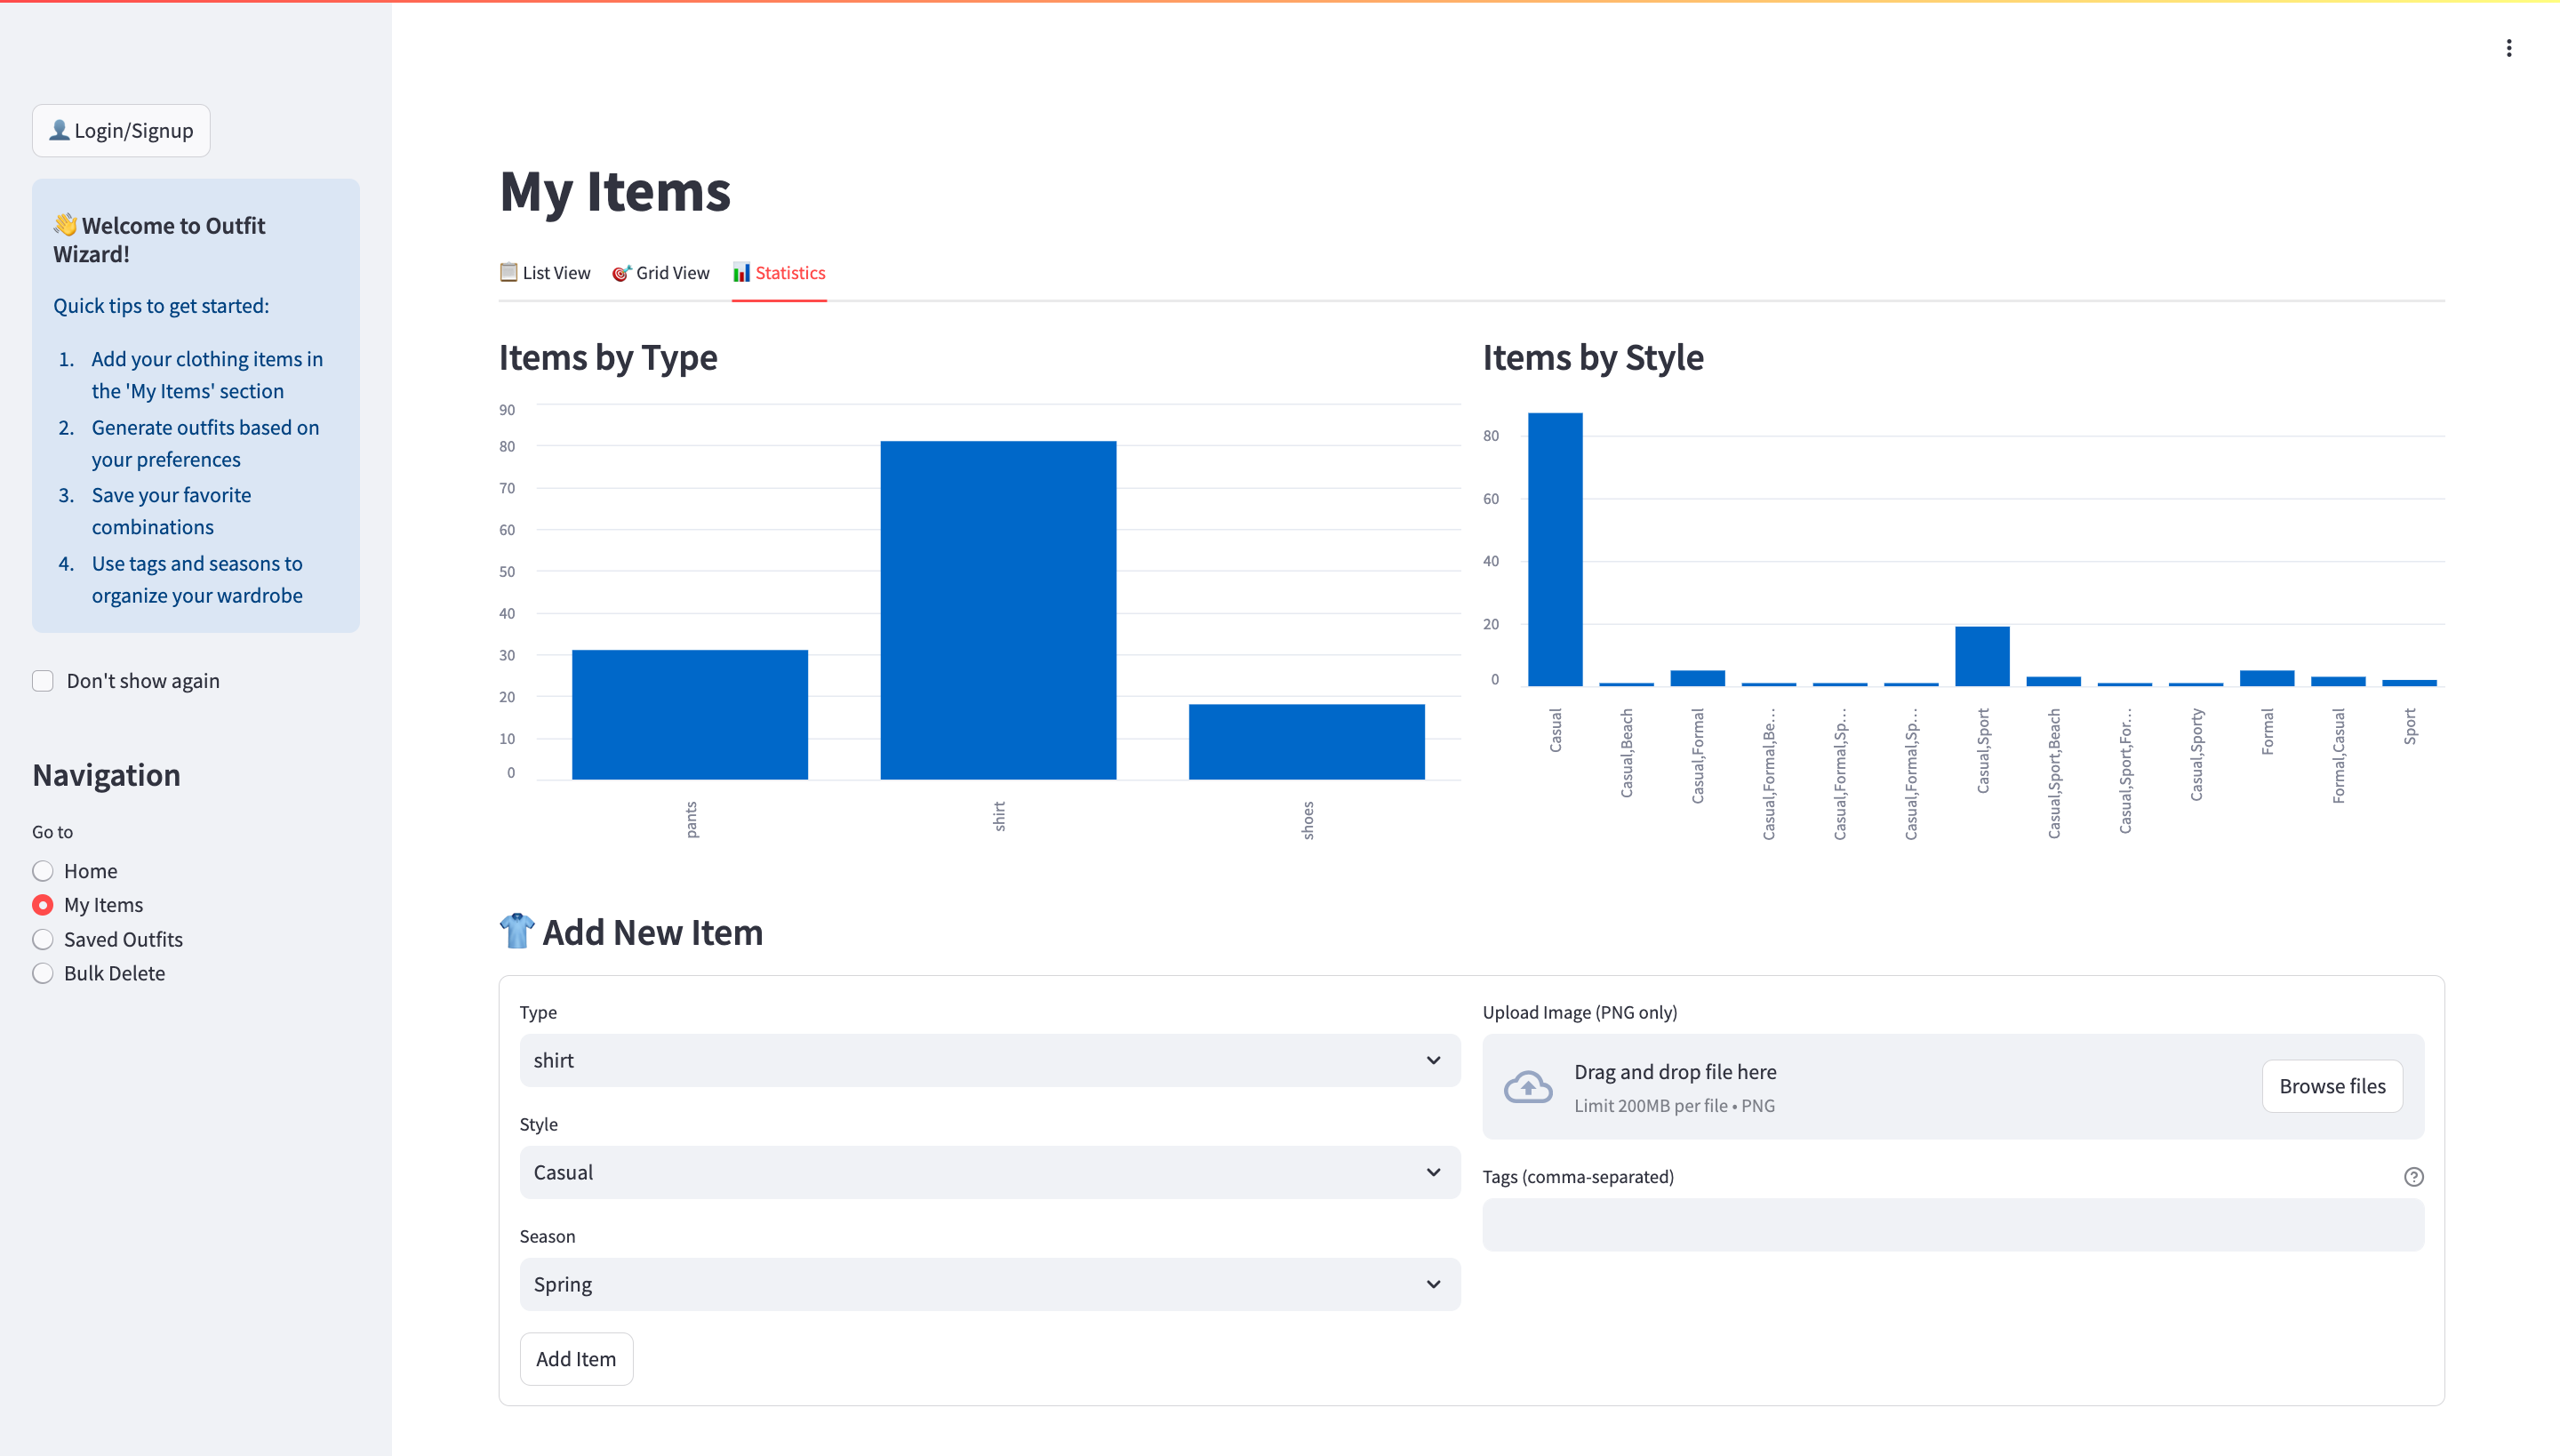 Login/Signup
Welcome to Outfit
Wizard!
Quick tips to get started:
1. Add your clothing items in
the 'My Items' section
2. Generate outfits based on
your preferences
3. Save your favorite
combinations
4. Use tags and seasons to
organize your wardrobe
Don't show again
Navigation
Go to
Home
My Items
Saved Outfits
Bulk Delete
My Items
List View
Grid View
Statistics
Items by Type
90
80
70
60
50
40
30
20
10
0
pants
shirt
shoes
Items by Style
80
60
40
20
0
Casual
Casual,Beach
Casual,Formal
Casual,Formal,Be…
Casual,Formal,Sp…
Casual,Formal,Sp…
Casual,Sport
Casual,Sport,Beach
Casual,Sport,For…
Casual,Sporty
Formal
Formal,Casual
Sport
Add New Item
Type
shirt
Style
Casual
Season
Spring
Add Item
Upload Image (PNG only)
Drag and drop file here
Limit 200MB per file • PNG
Browse files
Tags (comma-separated)